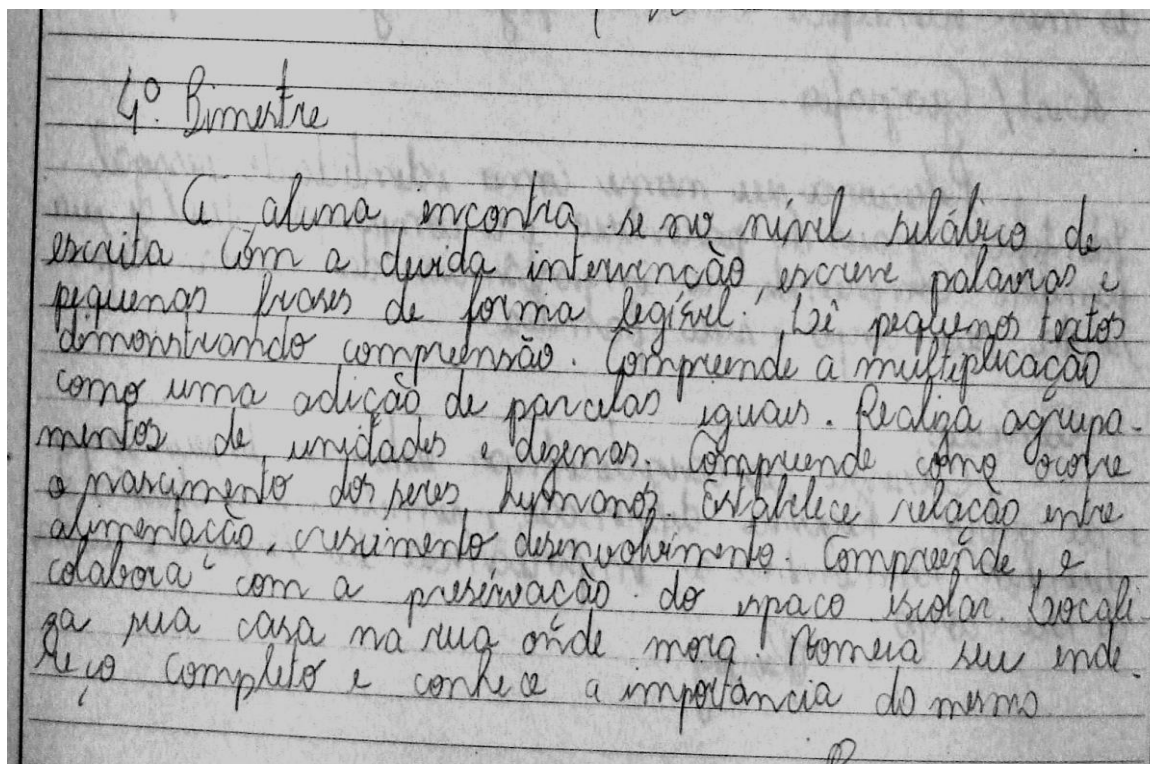 4º Bimestre
A aluna encontra se no nível silábico de
escrita com a devida intervenção, escreve palavras e
pequenas frases de forma legível. Lê pequenos textos
demonstrando compreensão. Compreende a multiplicação
como uma adição de parcelas iguais. Realiza agrupa-
mentos de unidades e dezenas. Compreende como ocorre
o nascimento dos seres humanos. Estabelece relação entre
alimentação, crescimento desenvolvimento. Compreende e
colabora com a preservação do espaço escolar. Locali
za sua casa na rua onde mora. Nomeia seu ende.
reço completo e conhece a importância do mesmo